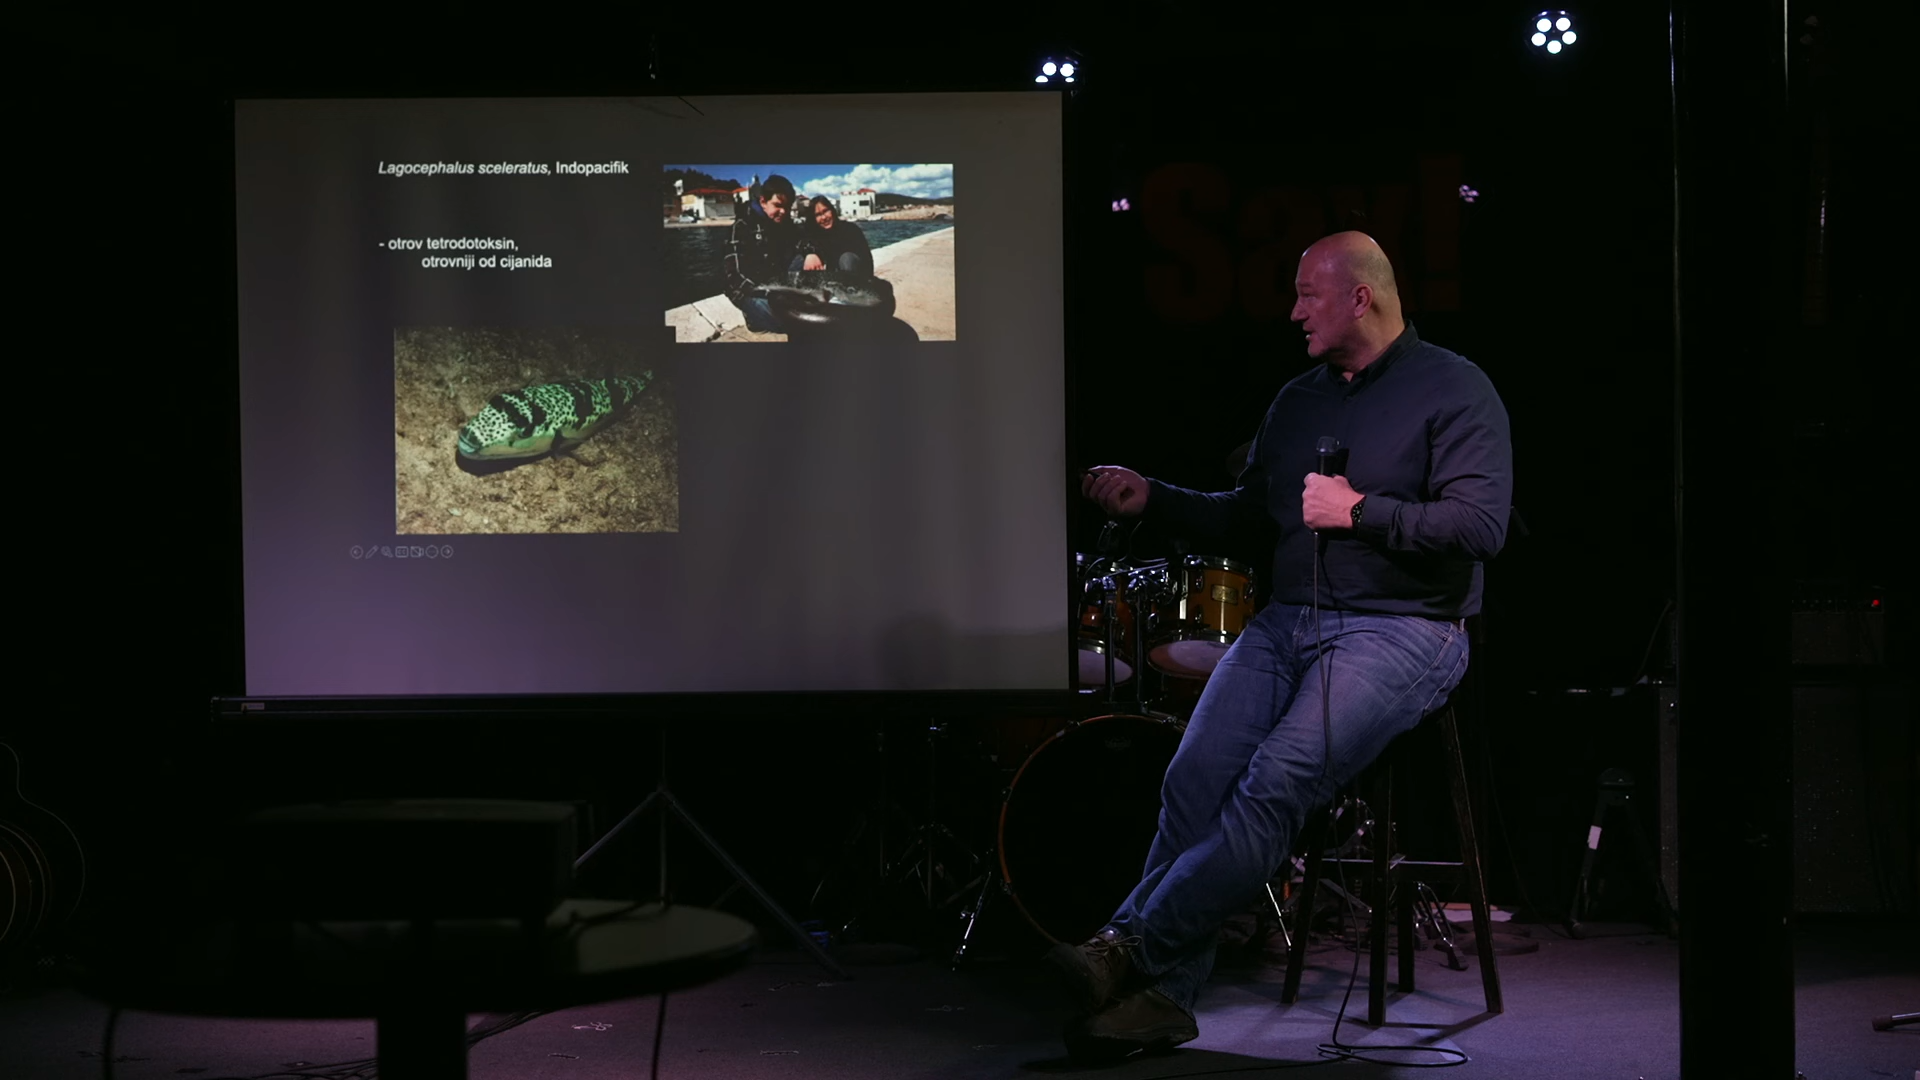 Lagocephalus sceleratus, Indopacifik
- otrov tetrodotoksin,
otrovniji od cijanida